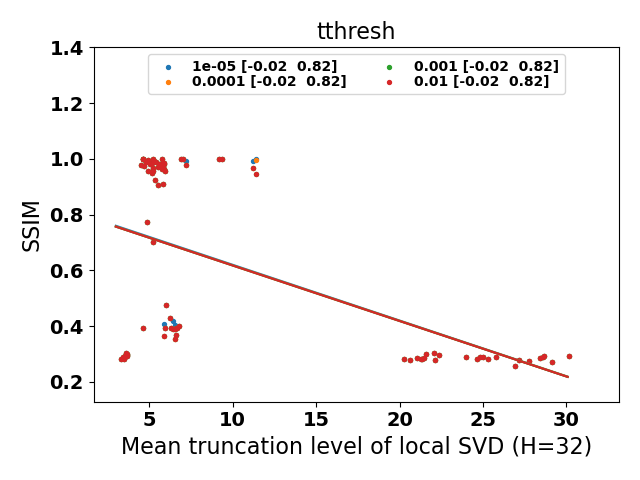 tthresh
1e-05 [-0.02  0.82]
0.0001 [-0.02  0.82]
0.001 [-0.02  0.82]
0.01 [-0.02  0.82]
SSIM
1.4
1.2
1.0
0.8
0.6
0.4
0.2
5 10 15 20 25 30
Mean truncation level of local SVD (H=32)